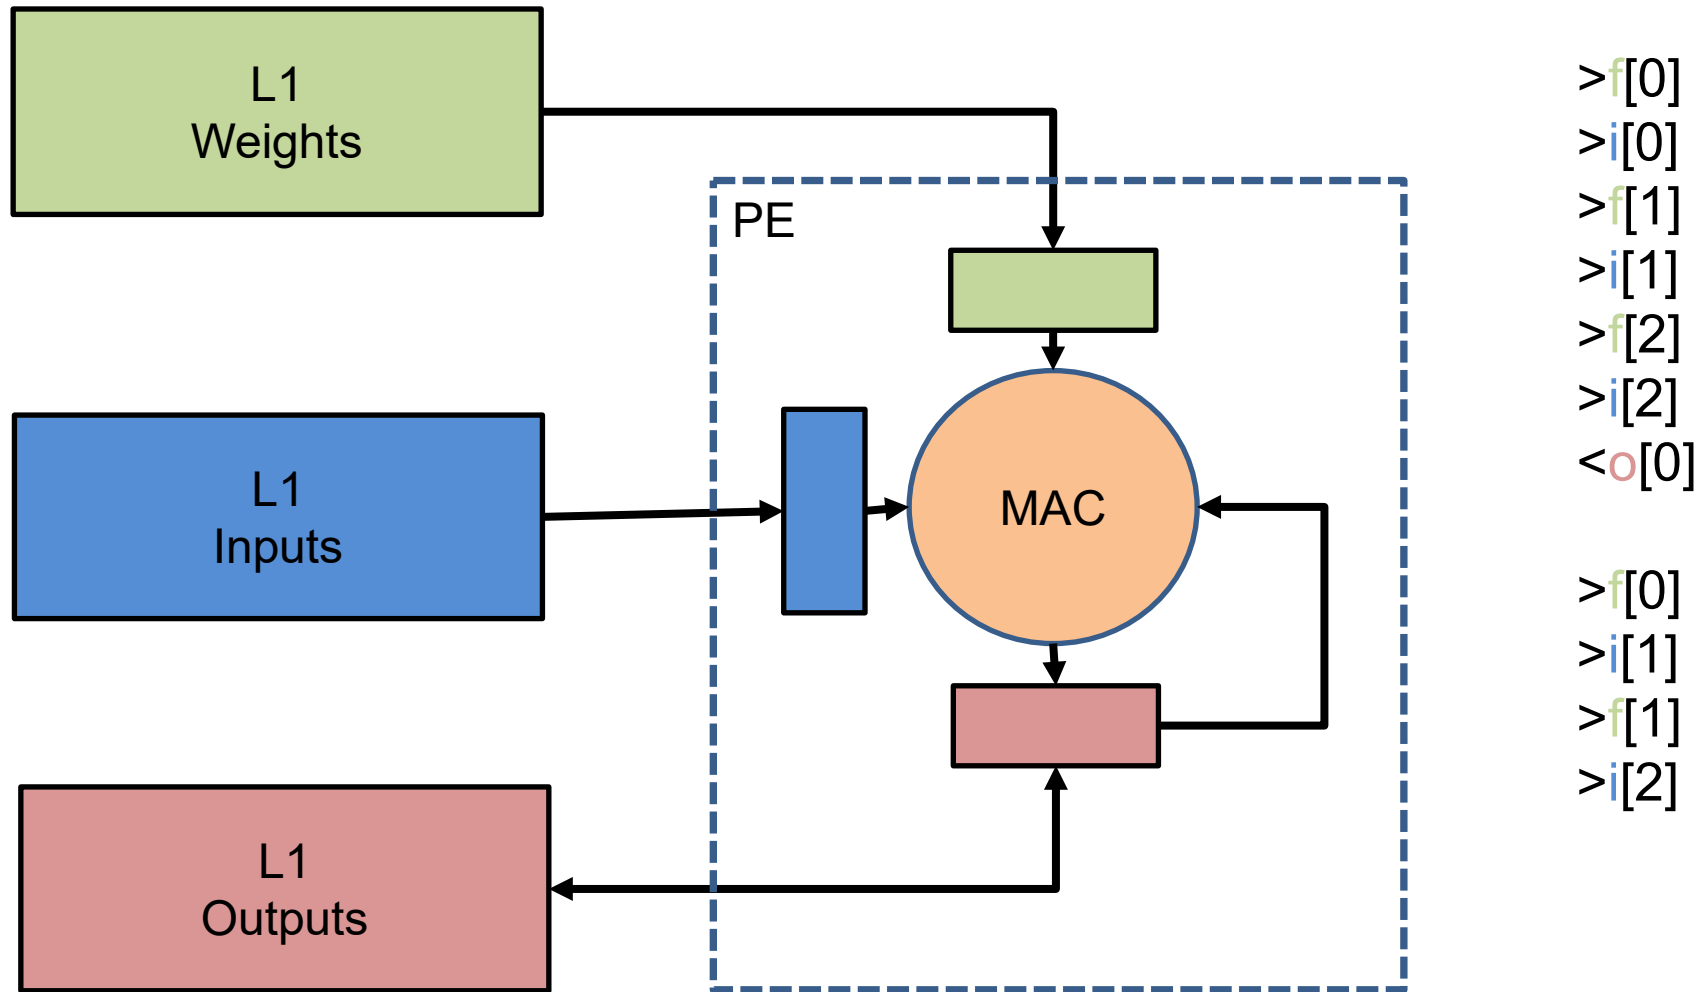 L1
Weights
PE
L1
Inputs
MAC
L1
Outputs
>f[0]
>i[0]
>f[1]
>i[1]
>f[2]
>i[2]
<o[0]
>f[0]
>i[1]
>f[1]
>i[2]